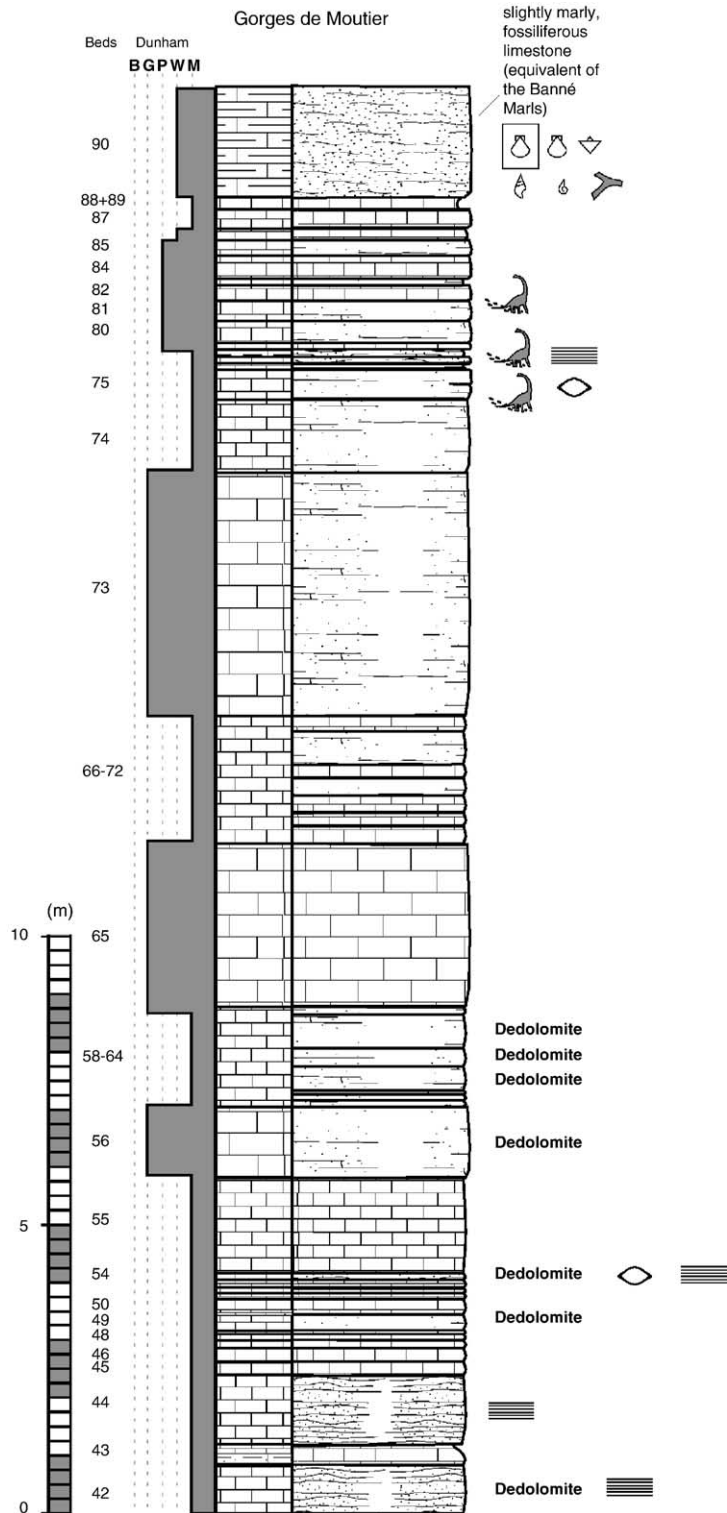 Gorges de Moutier
slightly marly,
fossiliferous
limestone
(equivalent of
the Banné
Marls)
Beds Dunham
B G P W M
90
88+89
87
85
84
82
81
80
75
74
73
66-72
(m)
10
65
Dedolomite
58-64 Dedolomite
Dedolomite
56 Dedolomite
5
55
54 Dedolomite
50
49 Dedolomite
48
46
45
44
43
42 Dedolomite
0